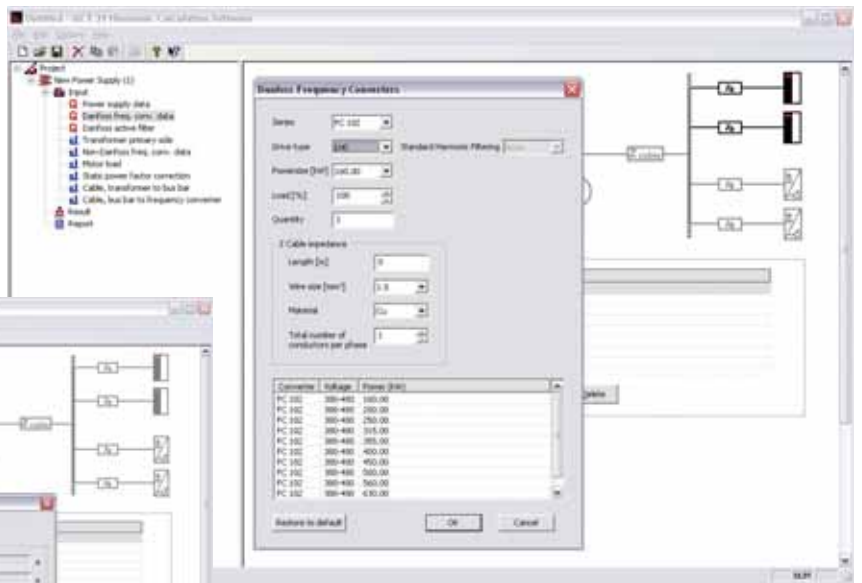 Project
New Power Supply (1)
Input
Power supply data
Danfoss freq. conv. data
Danfoss active filter
Transformer primary side
Non-Danfoss freq. conv. data
Motor load
Static power factor correction
Cable, transformer to bus bar
Cable, bus bar to frequency converter
Result
Report
Danfoss Frequency Converters
Series
FC 102
Drive type
Standard Harmonic Filtering
Powersize [kW]
160.00
Load [%]
100
Quantity
1
Z Cable impedance
Length [m]
0
Wire size [mm²]
1.5
Material
Cu
Total number of
conductors per phase
1
Converter Voltage Power [kW]
FC 102 380-480 160.00
FC 102 380-480 200.00
FC 102 380-480 250.00
FC 102 380-480 315.00
FC 102 380-480 355.00
FC 102 380-480 400.00
FC 102 380-480 450.00
FC 102 380-480 500.00
FC 102 380-480 560.00
FC 102 380-480 630.00
Restore to default
OK
Cancel
NUM